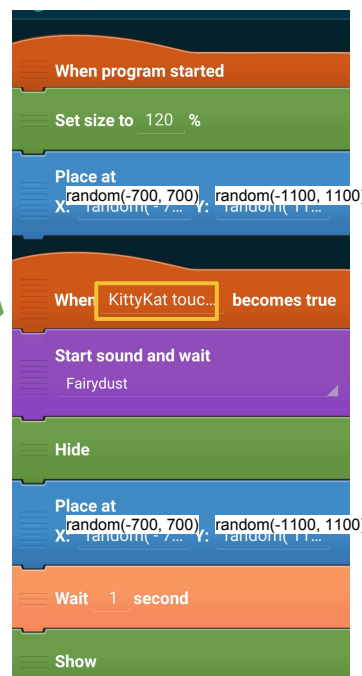 When program started
Set size to 120 %
Place at
X: random(-700, 700) Y: random(-1100, 1100)
When KittyKat touc... becomes true
Start sound and wait
Fairydust
Hide
Place at
X: random(-700, 700) Y: random(-1100, 1100)
Wait 1 second
Show